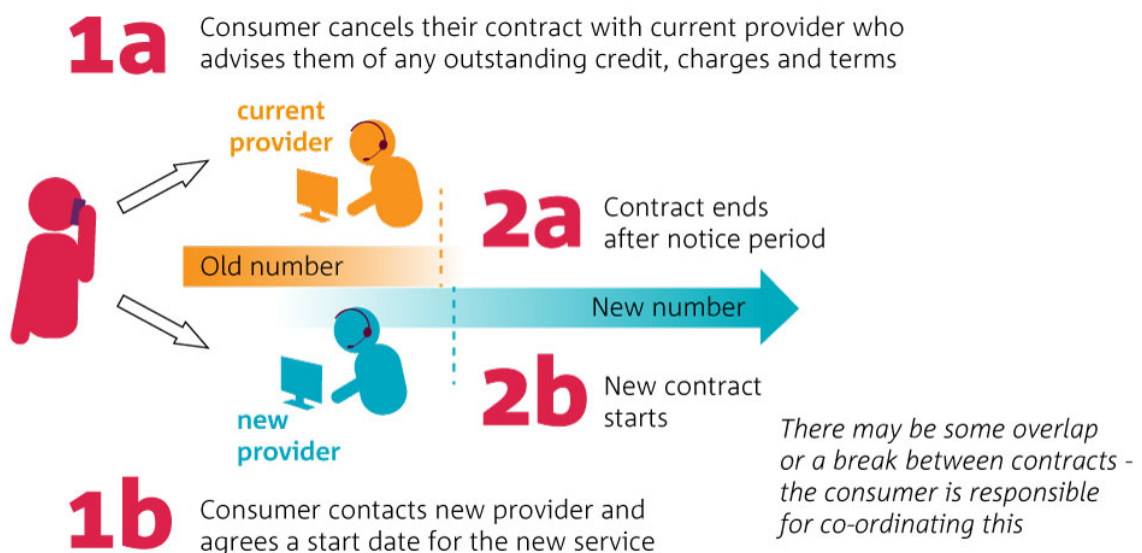 1a
Consumer cancels their contract with current provider who
advises them of any outstanding credit, charges and terms
current
provider
2a
Contract ends
after notice period
Old number
New number
2b
New contract
starts
new
provider
There may be some overlap
or a break between contracts -
the consumer is responsible
for co-ordinating this
1b
Consumer contacts new provider and
agrees a start date for the new service